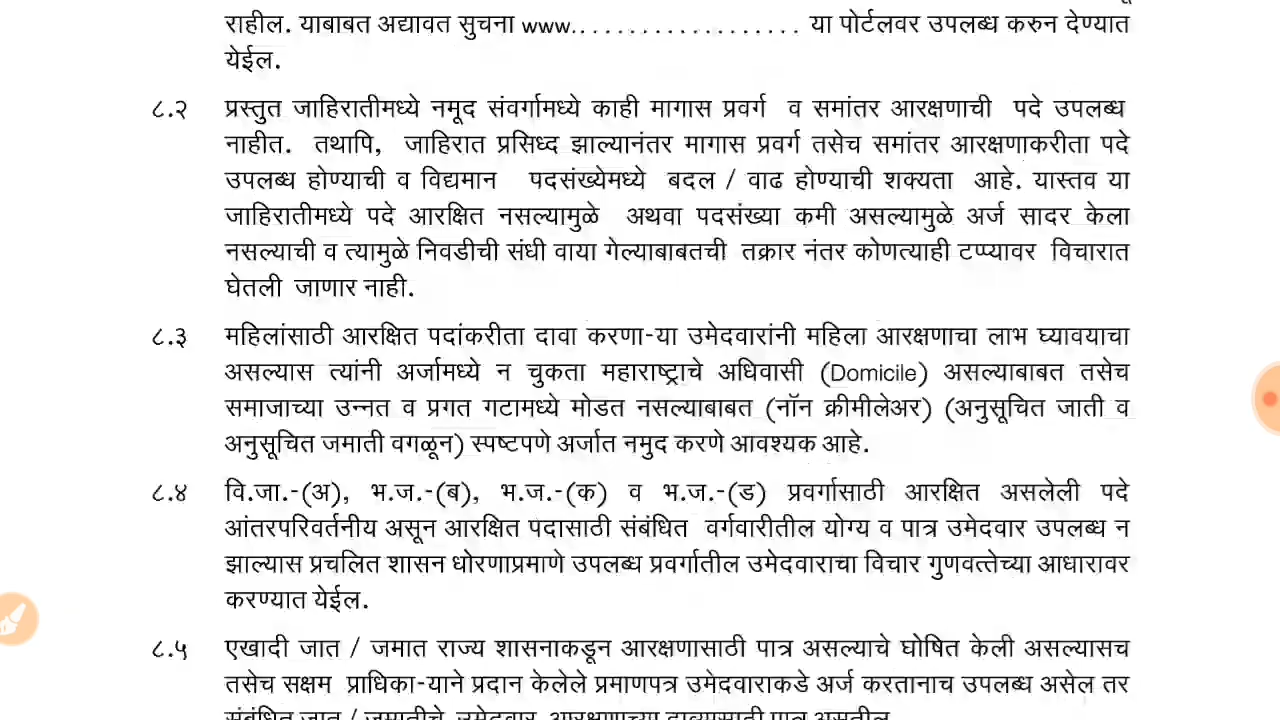 राहील. याबाबत अद्यावत सुचना www................... या पोर्टलवर उपलब्ध करुन देण्यात
येईल.
८.२ प्रस्तुत जाहिरातीमध्ये नमूद संवर्गामध्ये काही मागास प्रवर्ग व समांतर आरक्षणाची पदे उपलब्ध
नाहीत. तथापि, जाहिरात प्रसिध्द झाल्यानंतर मागास प्रवर्ग तसेच समांतर आरक्षणाकरीता पदे
उपलब्ध होण्याची व विद्यमान पदसंख्येमध्ये बदल / वाढ होण्याची शक्यता आहे. यास्तव या
जाहिरातीमध्ये पदे आरक्षित नसल्यामुळे अथवा पदसंख्या कमी असल्यामुळे अर्ज सादर केला
नसल्याची व त्यामुळे निवडीची संधी वाया गेल्याबाबतची तक्रार नंतर कोणत्याही टप्प्यावर विचारात
घेतली जाणार नाही.
८.३ महिलांसाठी आरक्षित पदांकरीता दावा करणा-या उमेदवारांनी महिला आरक्षणाचा लाभ घ्यावयाचा
असल्यास त्यांनी अर्जामध्ये न चुकता महाराष्ट्राचे अधिवासी (Domicile) असल्याबाबत तसेच
समाजाच्या उन्नत व प्रगत गटामध्ये मोडत नसल्याबाबत (नॉन क्रीमीलेअर) (अनुसूचित जाती व
अनुसूचित जमाती वगळून) स्पष्टपणे अर्जात नमुद करणे आवश्यक आहे.
८.४ वि.जा.-(अ), भ.ज.-(ब), भ.ज.-(क) व भ.ज.-(ड) प्रवर्गासाठी आरक्षित असलेली पदे
आंतरपरिवर्तनीय असून आरक्षित पदासाठी संबंधित वर्गवारीतील योग्य व पात्र उमेदवार उपलब्ध न
झाल्यास प्रचलित शासन धोरणाप्रमाणे उपलब्ध प्रवर्गातील उमेदवाराचा विचार गुणवत्तेच्या आधारावर
करण्यात येईल.
८.५ एखादी जात / जमात राज्य शासनाकडून आरक्षणासाठी पात्र असल्याचे घोषित केली असल्यासच
तसेच सक्षम प्राधिका-याने प्रदान केलेले प्रमाणपत्र उमेदवाराकडे अर्ज करतानाच उपलब्ध असेल तर
संबंधित जात / जमातीचे उमेदवार आरक्षणाच्या दाव्यासाठी पात्र असतील